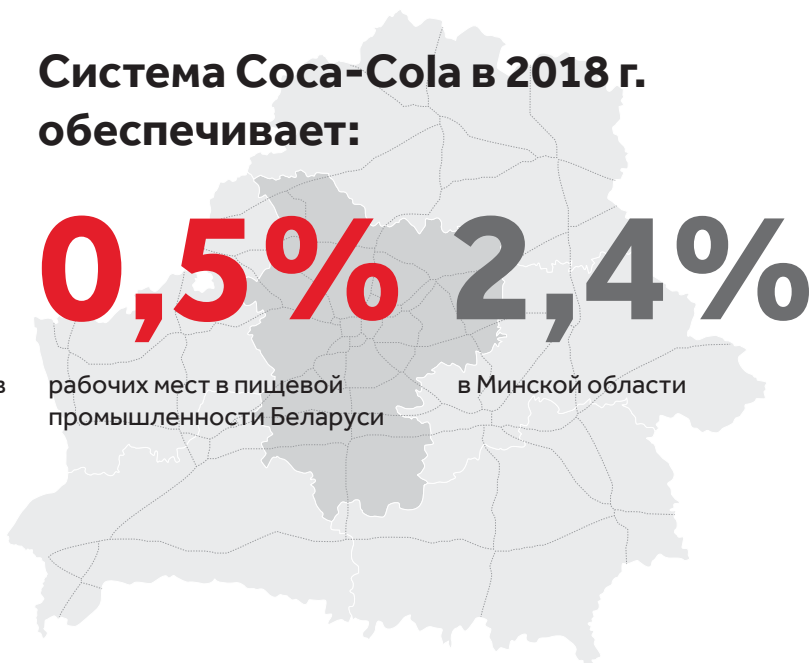 Система Coca-Cola в 2018 г.
обеспечивает:
0,5% 2,4%
в рабочих мест в пищевой в Минской области
промышленности Беларуси